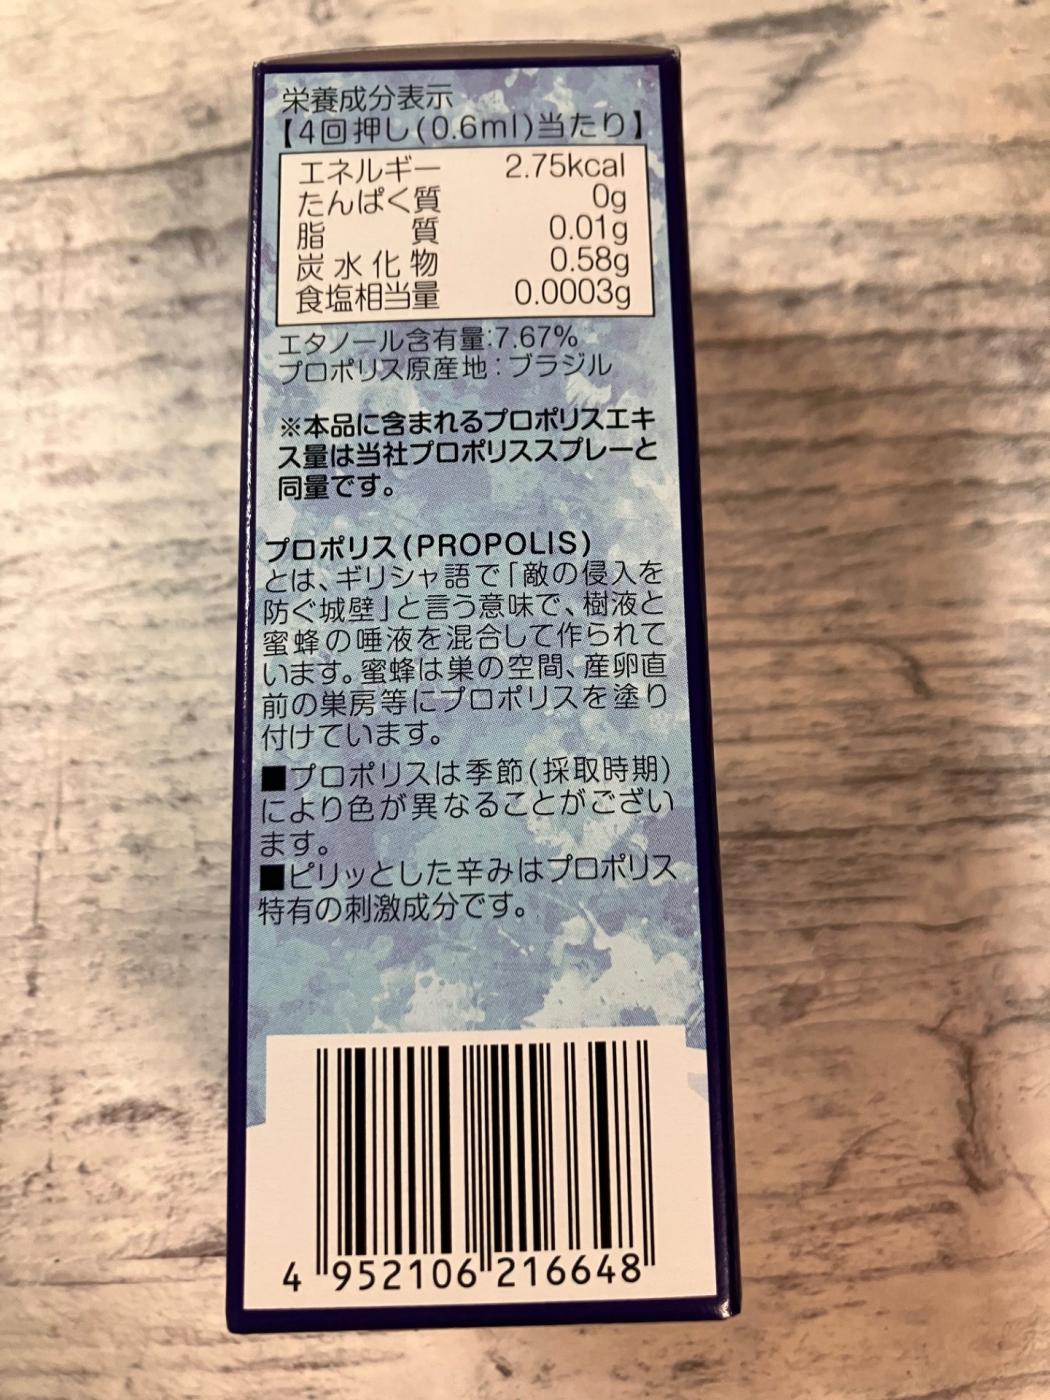 栄養成分表示
【4回押し(0.6ml)当たり】
エネルギー 2.75kcal
たんぱく質 0g
脂質 0.01g
炭水化物 0.58g
食塩相当量 0.0003g
エタノール含有量:7.67%
プロポリス原産地:ブラジル
※本品に含まれるプロポリスエキ
ス量は当社プロポリススプレーと
同量です。
プロポリス(PROPOLIS)
とは、ギリシャ語で「敵の侵入を
防ぐ城壁」と言う意味で、樹液と
蜜蜂の唾液を混合して作られて
います。蜜蜂は巣の空間、産卵直
前の巣房等にプロポリスを塗り
付けています。
■プロポリスは季節(採取時期)
により色が異なることがござい
ます。
■ピリッとした辛みはプロポリス
特有の刺激成分です。
4 952106 216648